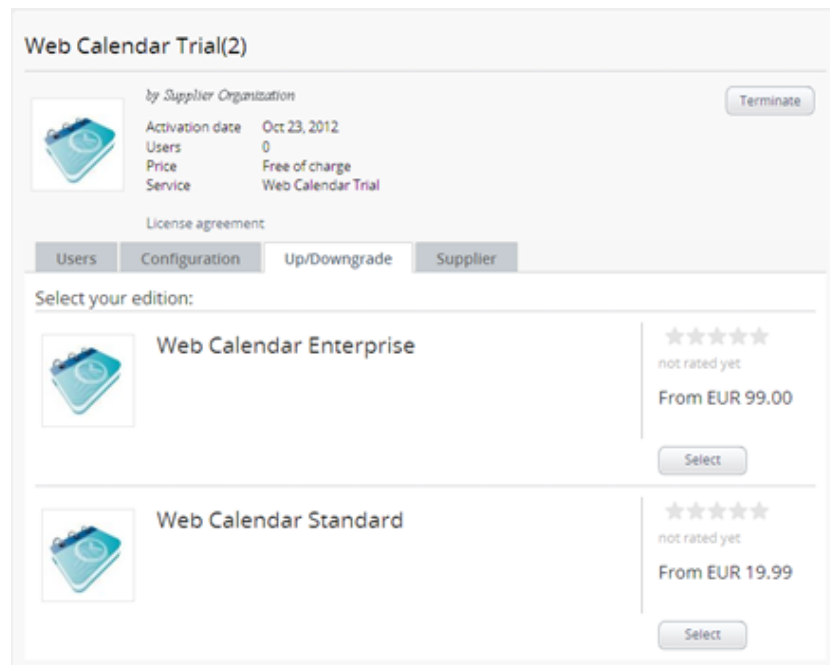 Web Calendar Trial(2)
by Supplier Organization
Terminate
Activation date Oct 23, 2012
Users 0
Price Free of charge
Service Web Calendar Trial
License agreement
Users Configuration Up/Downgrade Supplier
Select your edition:
Web Calendar Enterprise
not rated yet
From EUR 99.00
Select
Web Calendar Standard
not rated yet
From EUR 19.99
Select